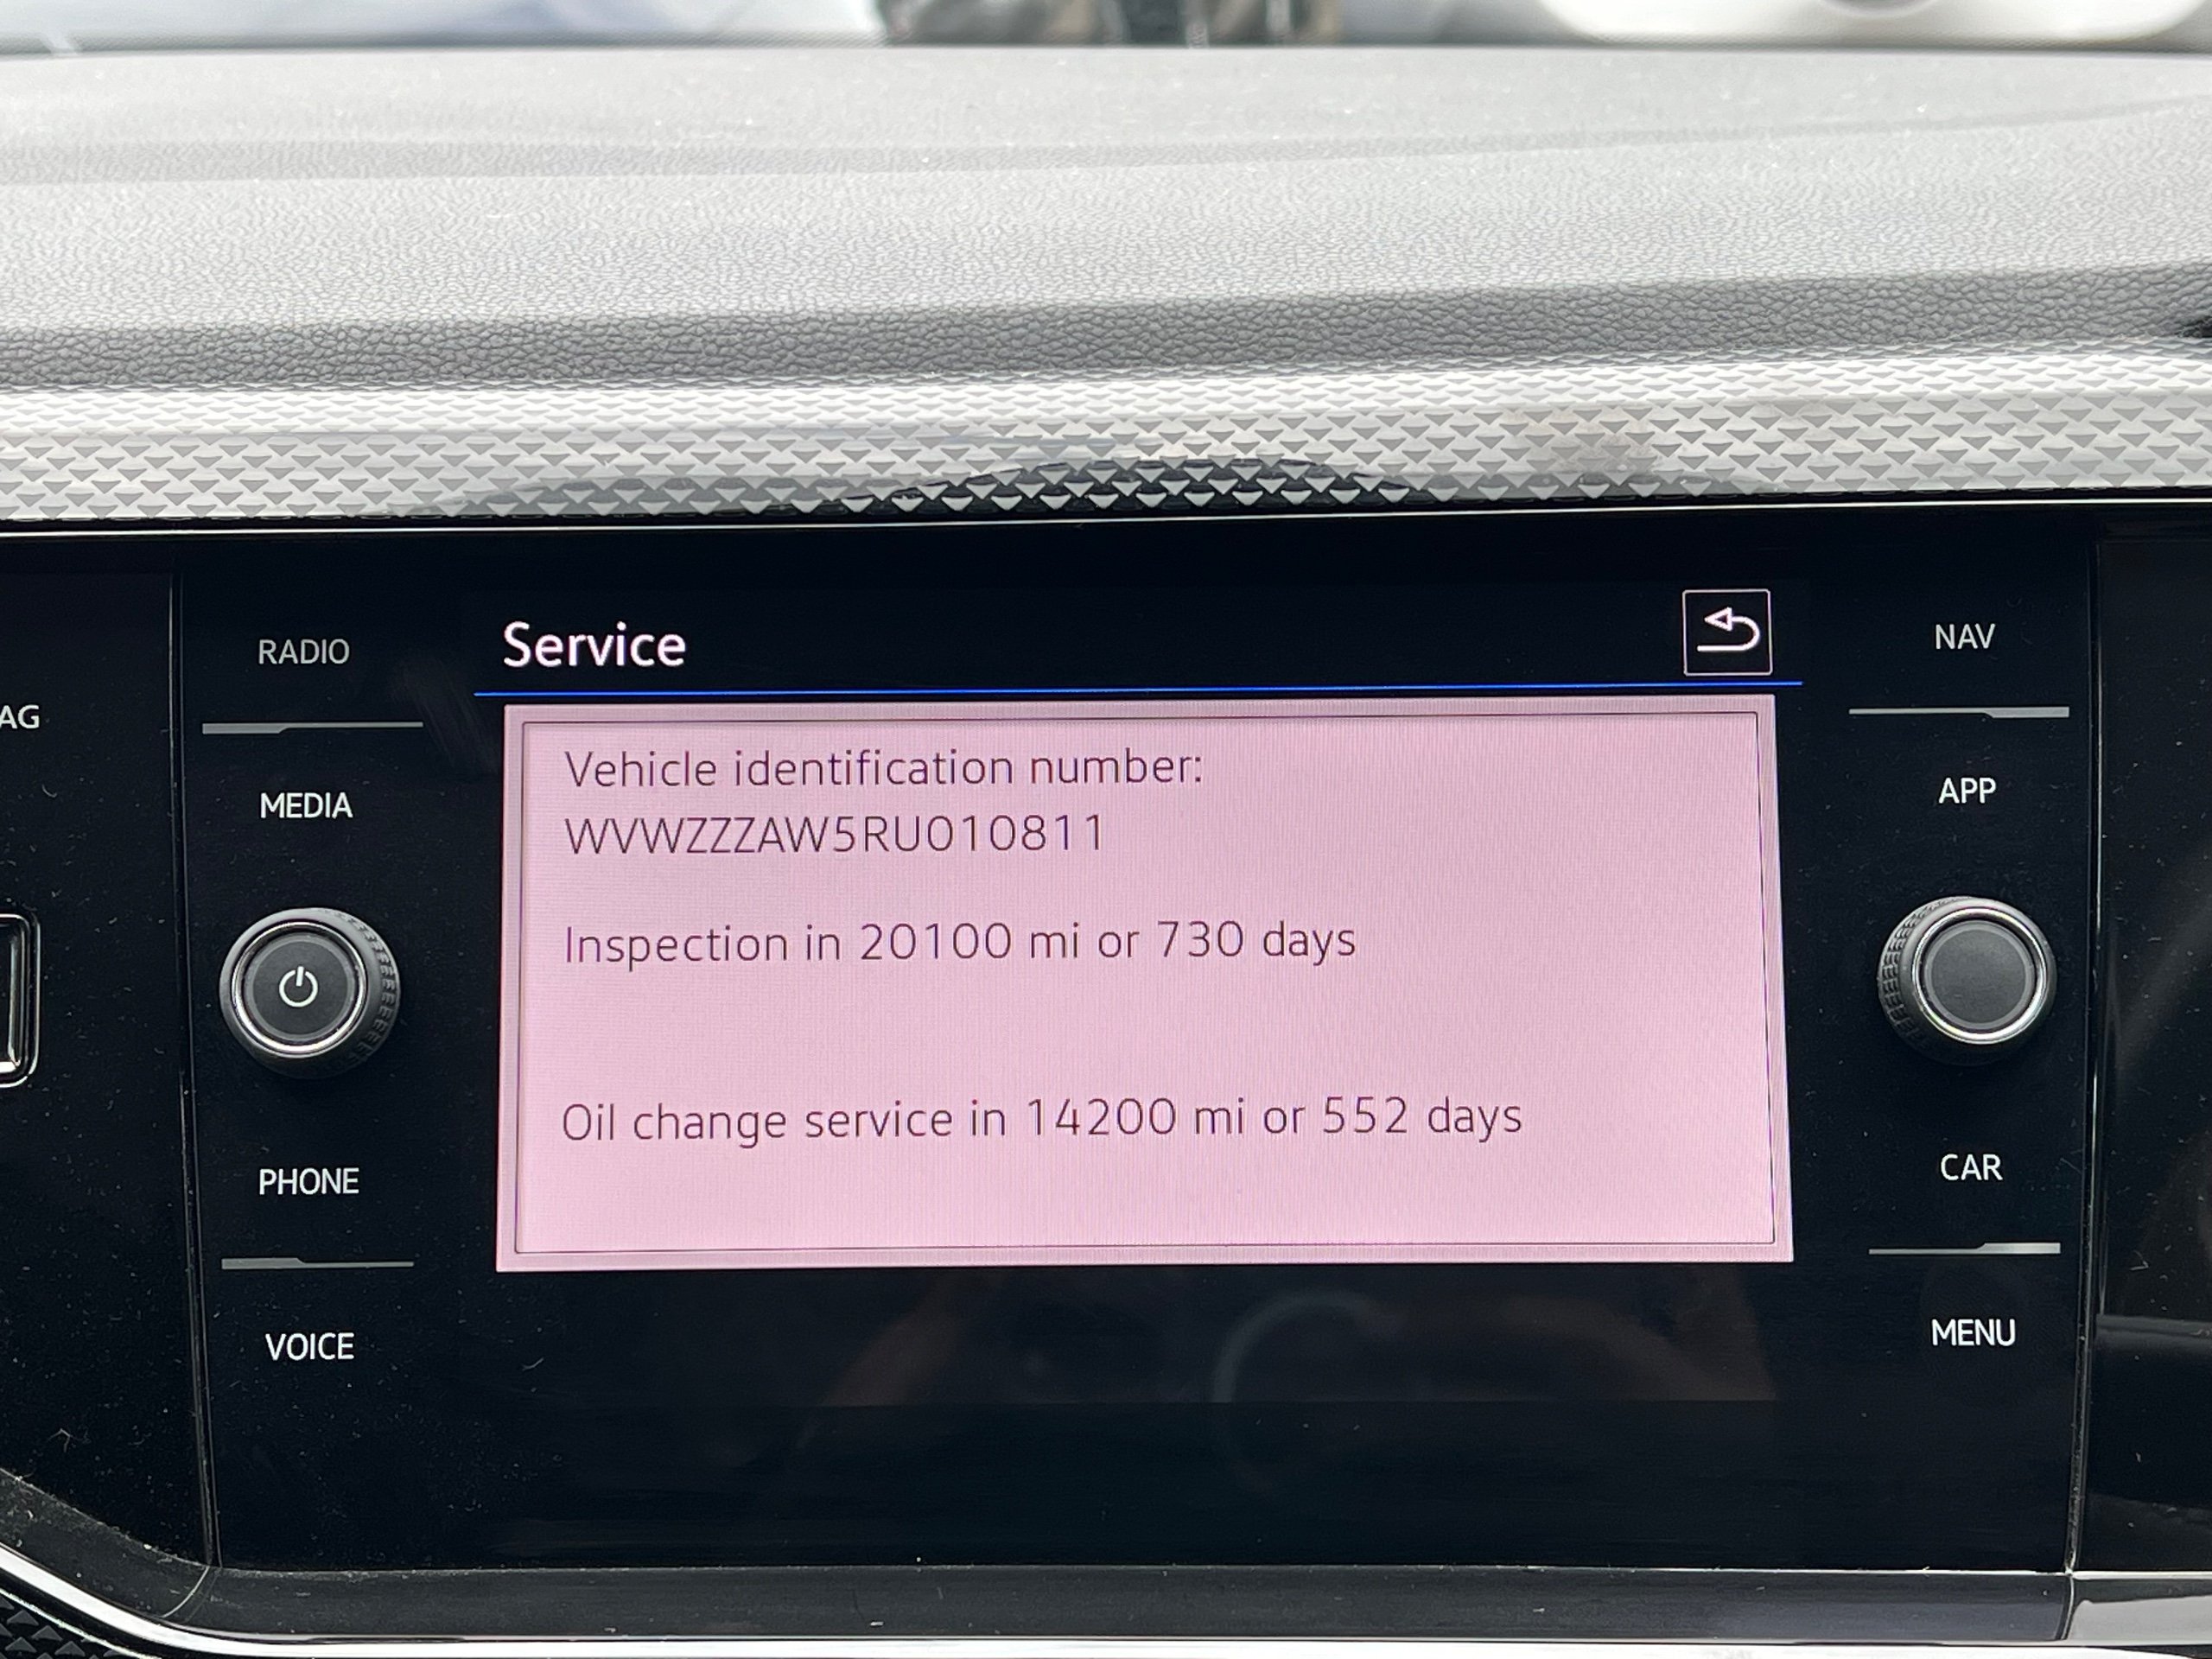 Service
RADIO
NAV
AG
MEDIA
APP
Vehicle identification number:
WVWZZZAW5RU010811
Inspection in 20100 mi or 730 days
Oil change service in 14200 mi or 552 days
PHONE
CAR
VOICE
MENU